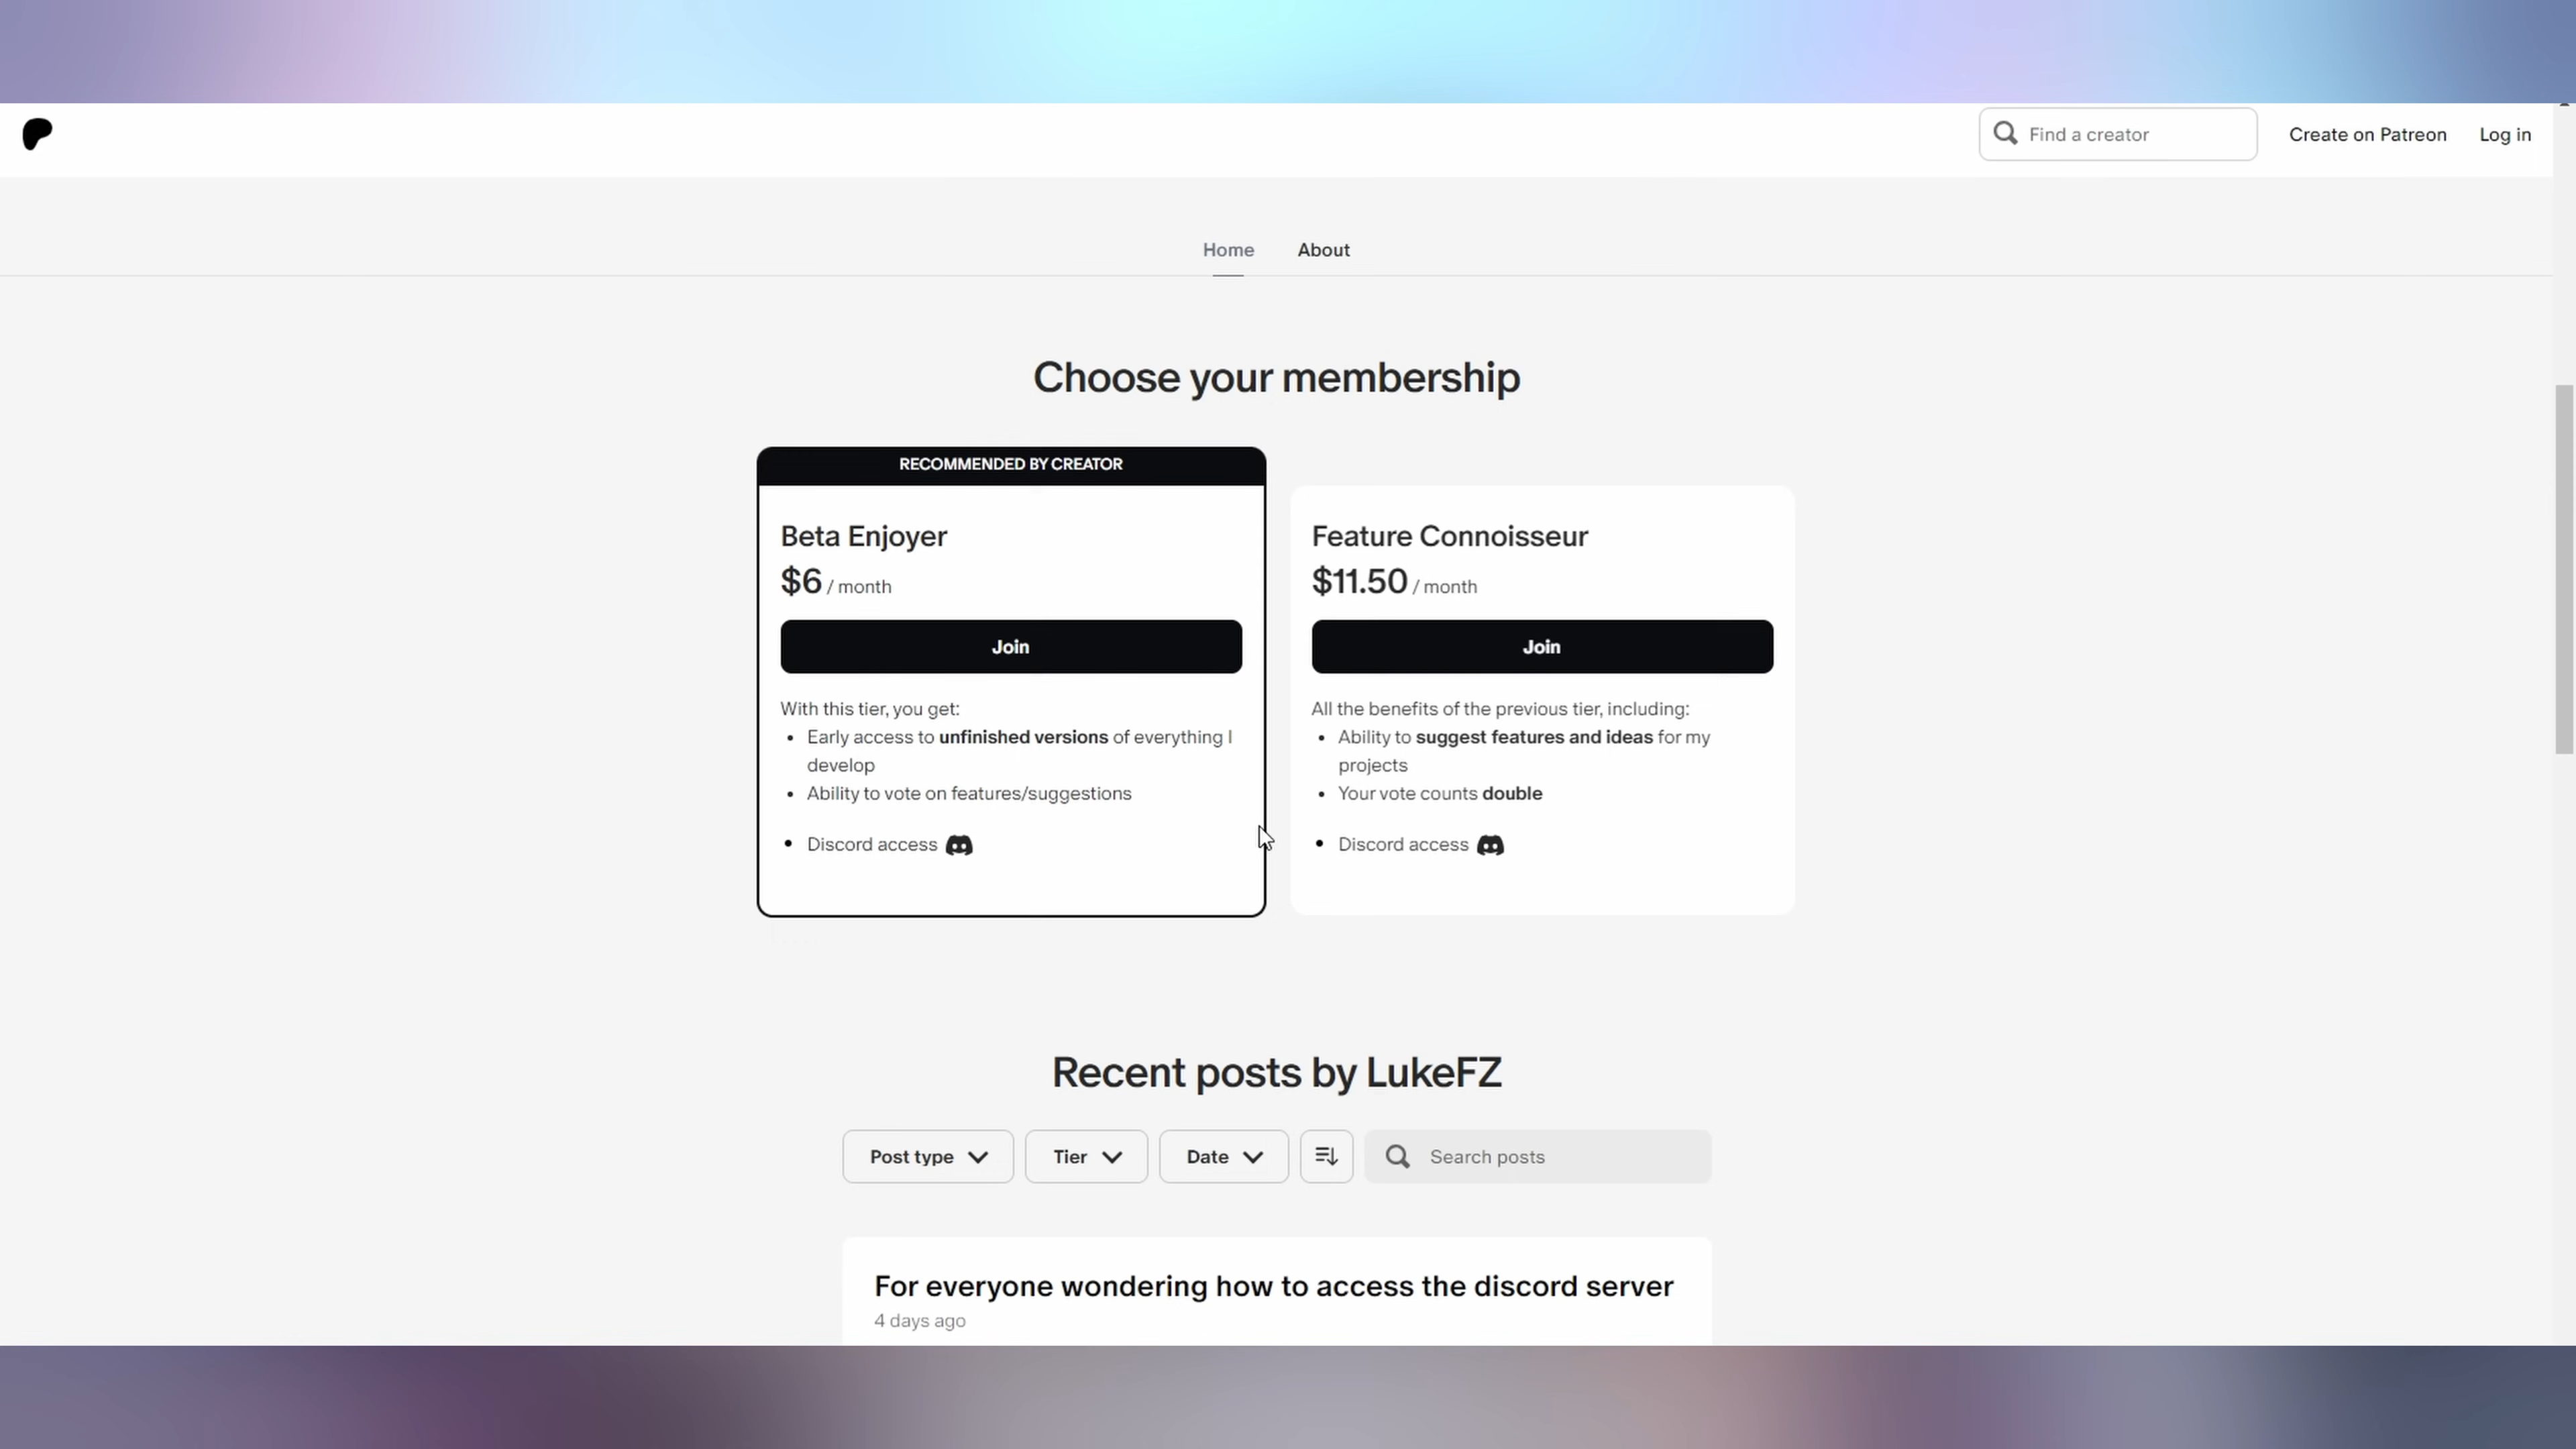 Find a creator
Create on Patreon
Log in
Home
About
Choose your membership
RECOMMENDED BY CREATOR
Beta Enjoyer
$6 / month
Join
With this tier, you get:
• Early access to unfinished versions of everything I
develop
• Ability to vote on features/suggestions
• Discord access
Feature Connoisseur
$11.50 / month
Join
All the benefits of the previous tier, including:
• Ability to suggest features and ideas for my
projects
• Your vote counts double
• Discord access
Recent posts by LukeFZ
Post type
Tier
Date
Search posts
For everyone wondering how to access the discord server
4 days ago